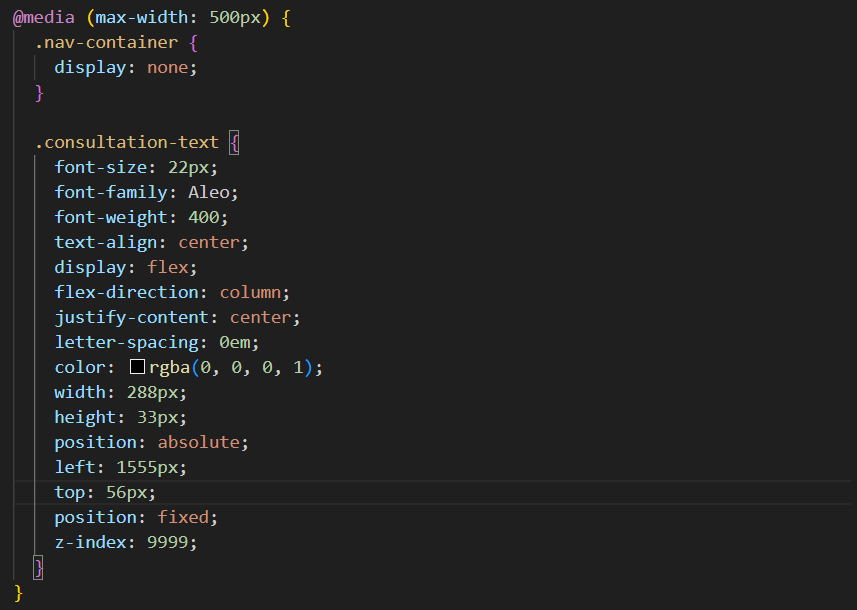 @media (max-width: 500px) {
.nav-container {
display: none;
}
.consultation-text {
font-size: 22px;
font-family: Aleo;
font-weight: 400;
text-align: center;
display: flex;
flex-direction: column;
justify-content: center;
letter-spacing: 0em;
color: rgba(0, 0, 0, 1);
width: 288px;
height: 33px;
position: absolute;
left: 1555px;
top: 56px;
position: fixed;
z-index: 9999;
}
}